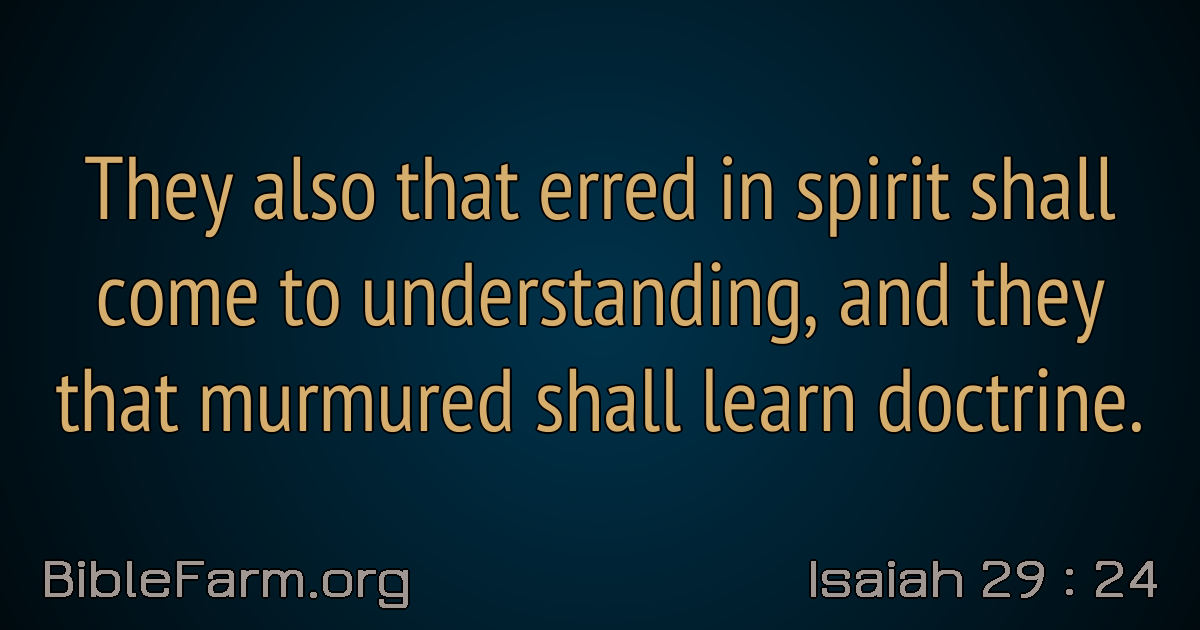 They also that erred in spirit shall
come to understanding, and they
that murmured shall learn doctrine.
BibleFarm.org
Isaiah 29 : 24